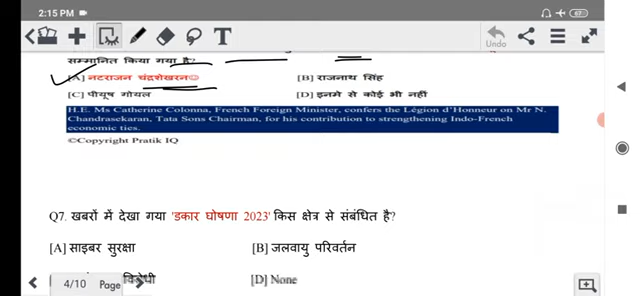 2:15 PM
67
Undo
सम्मानित किया गया है?
[A] नटराजन चंद्रशेखरन☺ [B] राजनाथ सिंह
[C] पीयूष गोयल [D] इनमे से कोई भी नहीं
H.E. Ms Catherine Colonna, French Foreign Minister, confers the Légion d'Honneur on Mr N.
Chandrasekaran, Tata Sons Chairman, for his contribution to strengthening Indo-French
economic ties.
©Copyright Pratik IQ
Q7. खबरों में देखा गया 'डकार घोषणा 2023' किस क्षेत्र से संबंधित है?
[A] साइबर सुरक्षा [B] जलवायु परिवर्तन
[D] None
4/10 Page